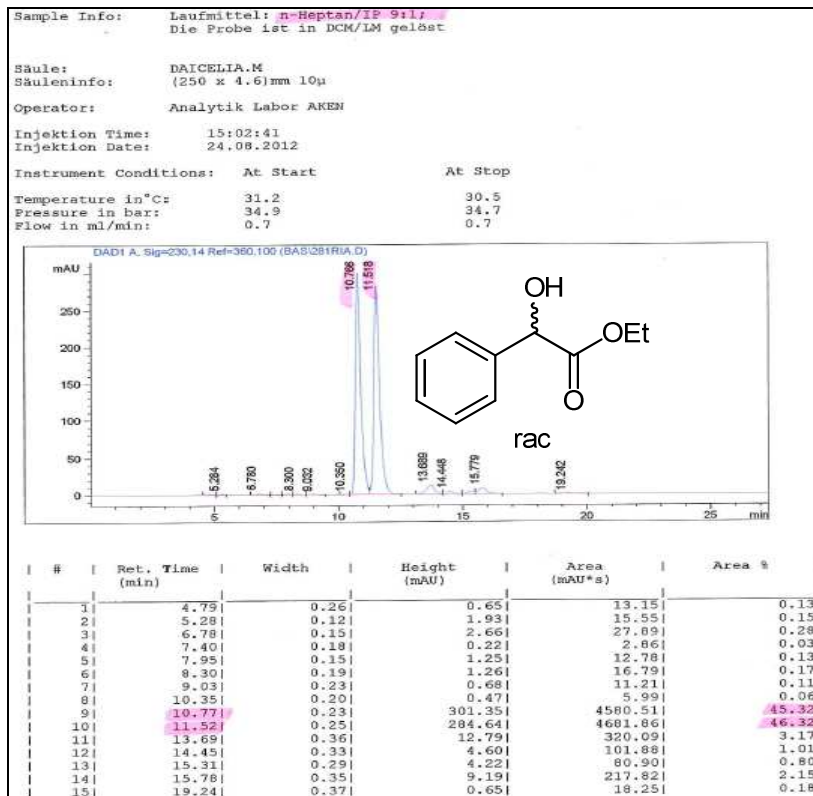 Sample Info: Laufmittel: n-Heptan/IP 9:1;
Die Probe ist in DCM/LM gelöst
Säule: DAICELIA.M
Säuleninfo: (250 x 4.6)mm 10µ
Operator: Analytik Labor AKEN
Injektion Time: 15:02:41
Injektion Date: 24.08.2012
Instrument Conditions: At Start At Stop
Temperature in°C: 31.2 30.5
Pressure in bar: 34.9 34.7
Flow in ml/min: 0.7 0.7
DAD1 A, Sig=230,14 Ref=360,100 (BAS\281RIA.D)
mAU
250
200
150
100
50
0
5.284
6.780
8.300
9.032
10.350
10.766
11.518
13.689
14.448
15.779
19.242
OH
OEt
O
rac
5 10 15 20 25 min
| # | Ret. Time | Width | Height | Area | Area %
(min) (mAU) (mAU*s)
1| 4.79| 0.26| 0.65| 13.15| 0.13
2| 5.28| 0.12| 1.93| 15.55| 0.15
3| 6.78| 0.15| 2.66| 27.89| 0.28
4| 7.40| 0.18| 0.22| 2.86| 0.03
5| 7.95| 0.15| 1.25| 12.78| 0.13
6| 8.30| 0.19| 1.26| 16.79| 0.17
7| 9.03| 0.23| 0.68| 11.21| 0.11
8| 10.35| 0.20| 0.47| 5.99| 0.06
9| 10.77| 0.23| 301.35| 4580.51| 45.32
10| 11.52| 0.25| 284.64| 4681.86| 46.32
11| 13.69| 0.36| 12.79| 320.09| 3.17
12| 14.45| 0.33| 4.60| 101.88| 1.01
13| 15.31| 0.29| 4.22| 80.90| 0.80
14| 15.78| 0.35| 9.19| 217.82| 2.15
15| 19.24| 0.37| 0.65| 18.25| 0.18